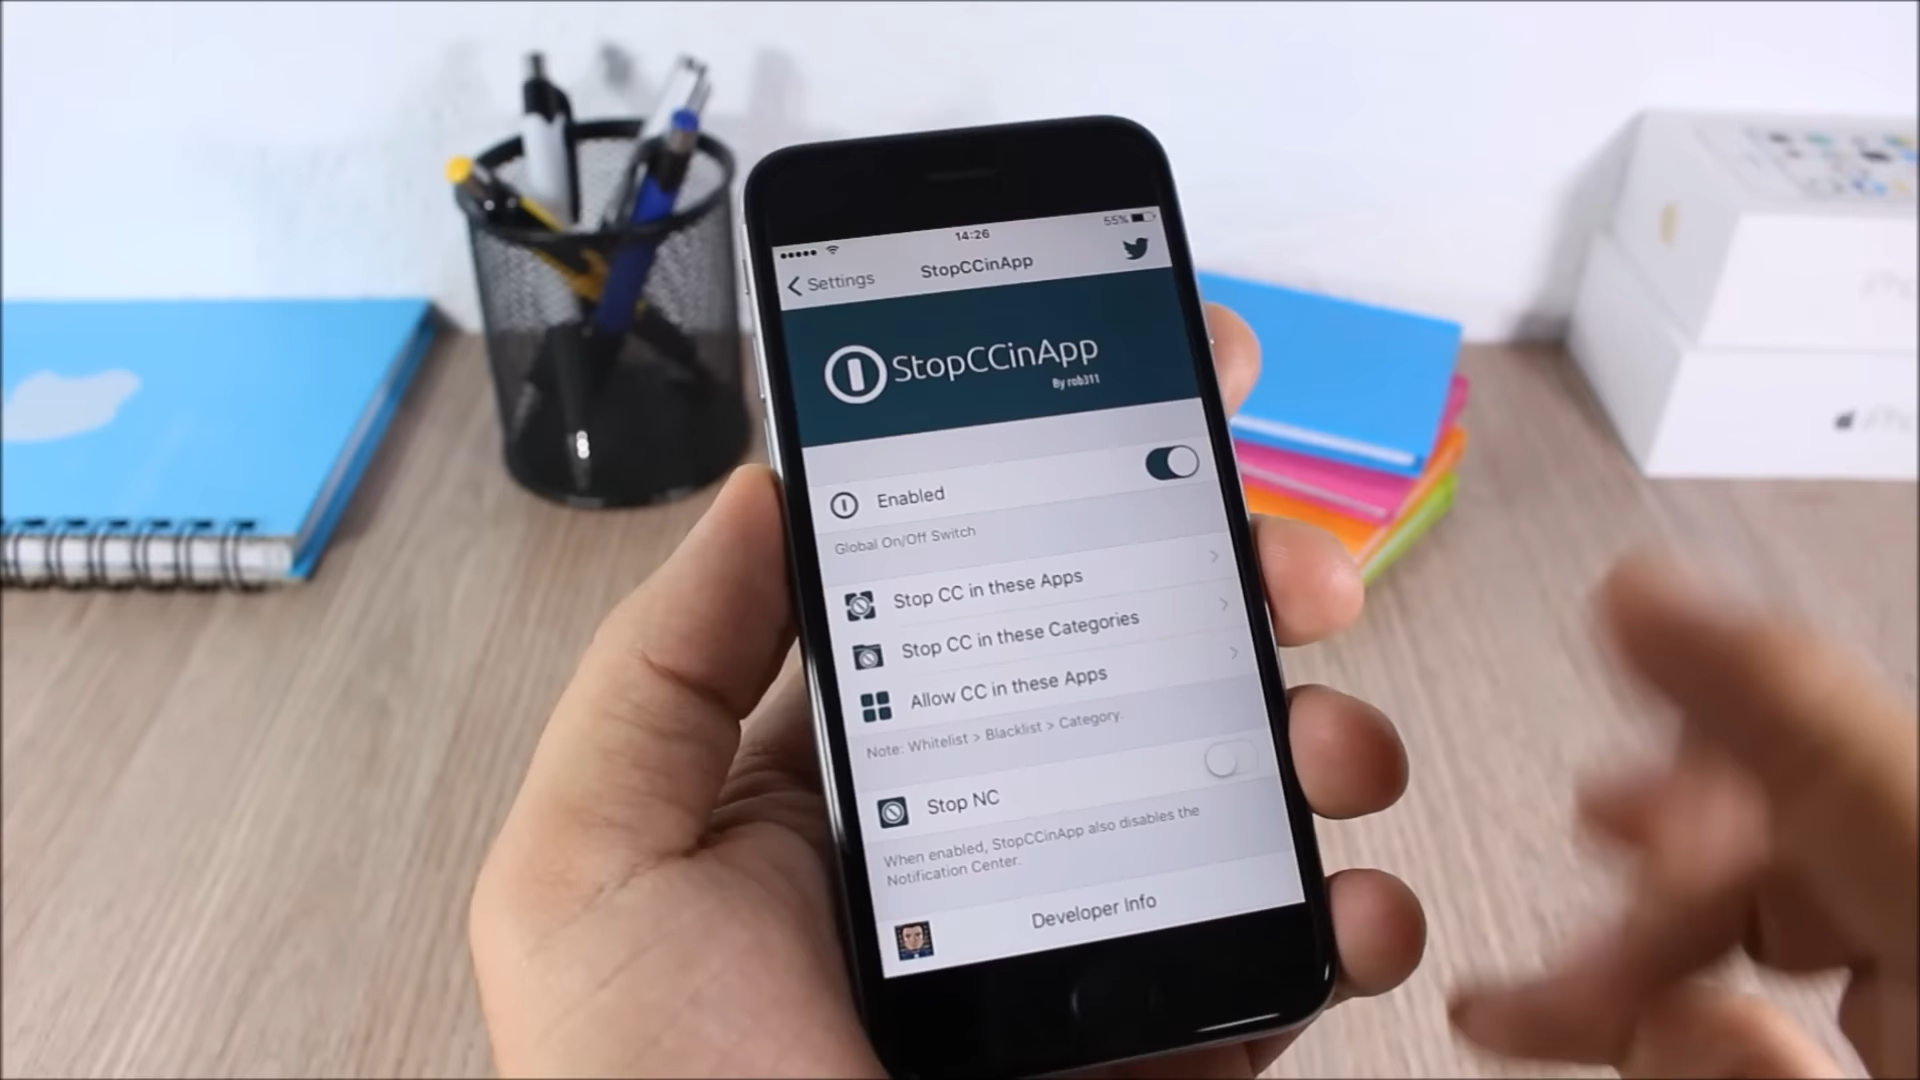 14:26
55%
Settings
StopCCinApp
StopCCinApp
By rob311
Enabled
Global On/Off Switch
Stop CC in these Apps
Stop CC in these Categories
Allow CC in these Apps
Note: Whitelist > Blacklist > Category.
Stop NC
When enabled, StopCCinApp also disables the
Notification Center.
Developer Info